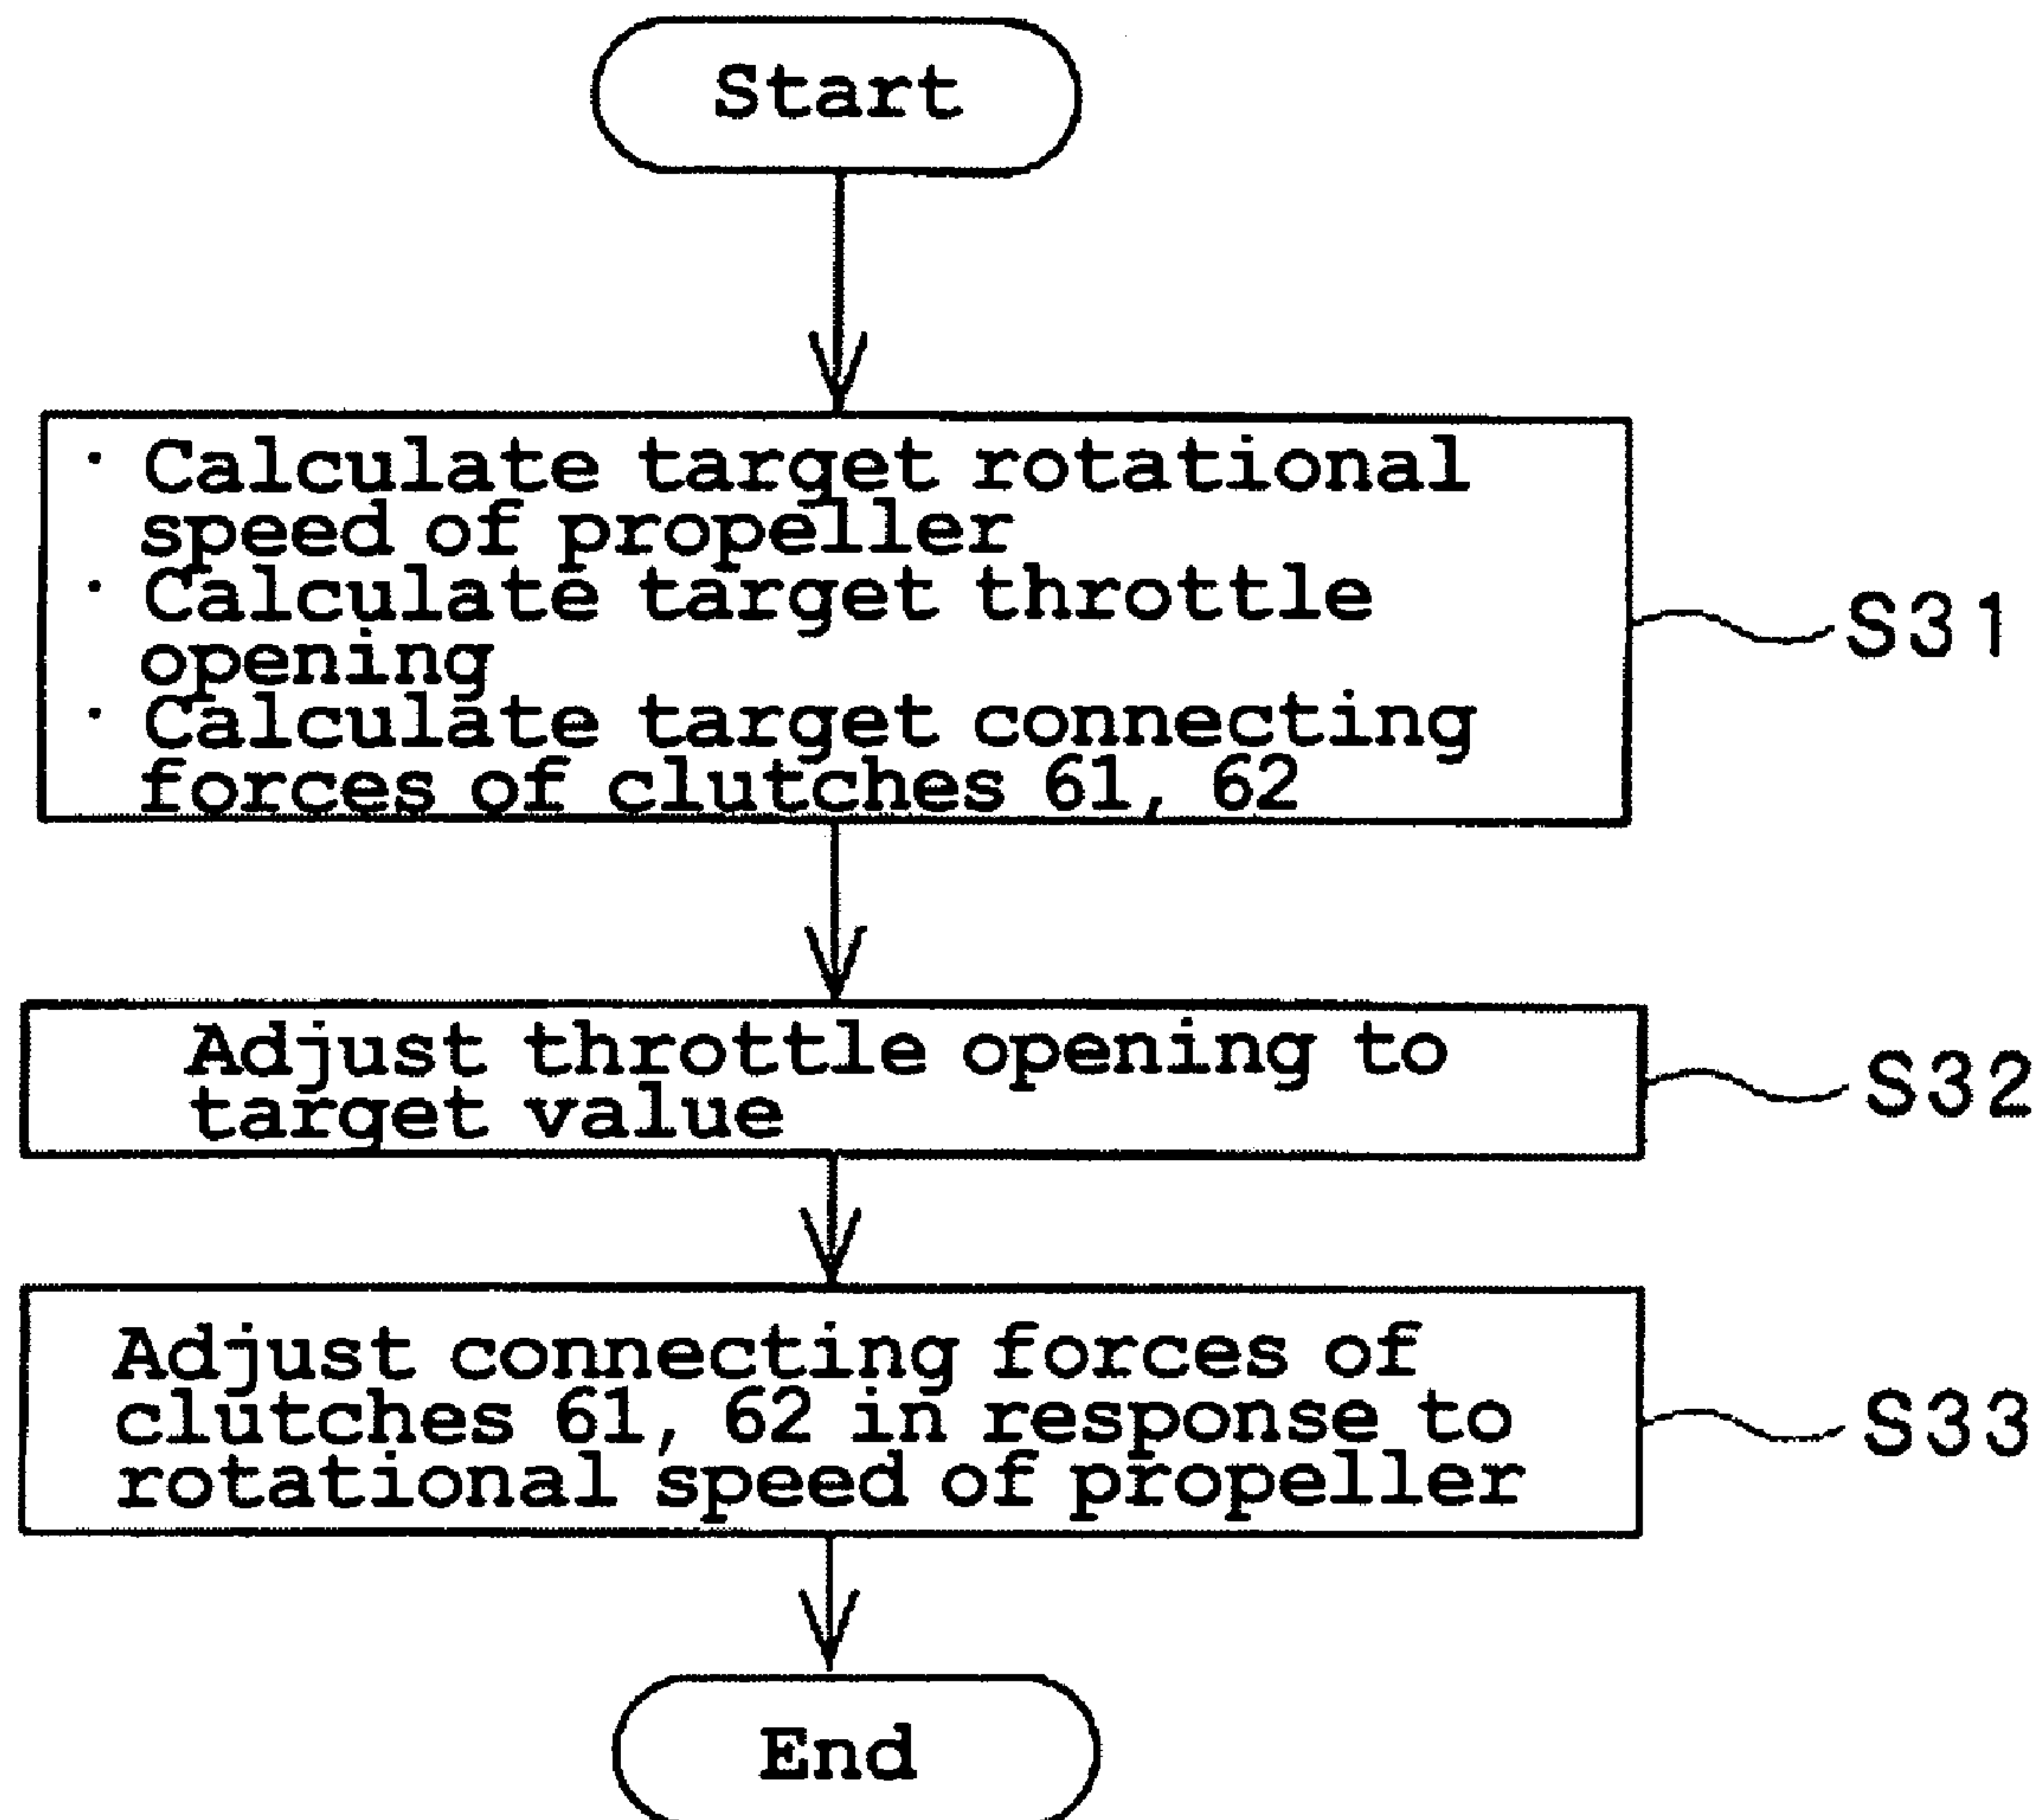 Start
· Calculate target rotational
speed of propeller
· Calculate target throttle
opening
· Calculate target connecting
forces of clutches 61, 62
S31
Adjust throttle opening to
target value
S32
Adjust connecting forces of
clutches 61, 62 in response to
rotational speed of propeller
S33
End